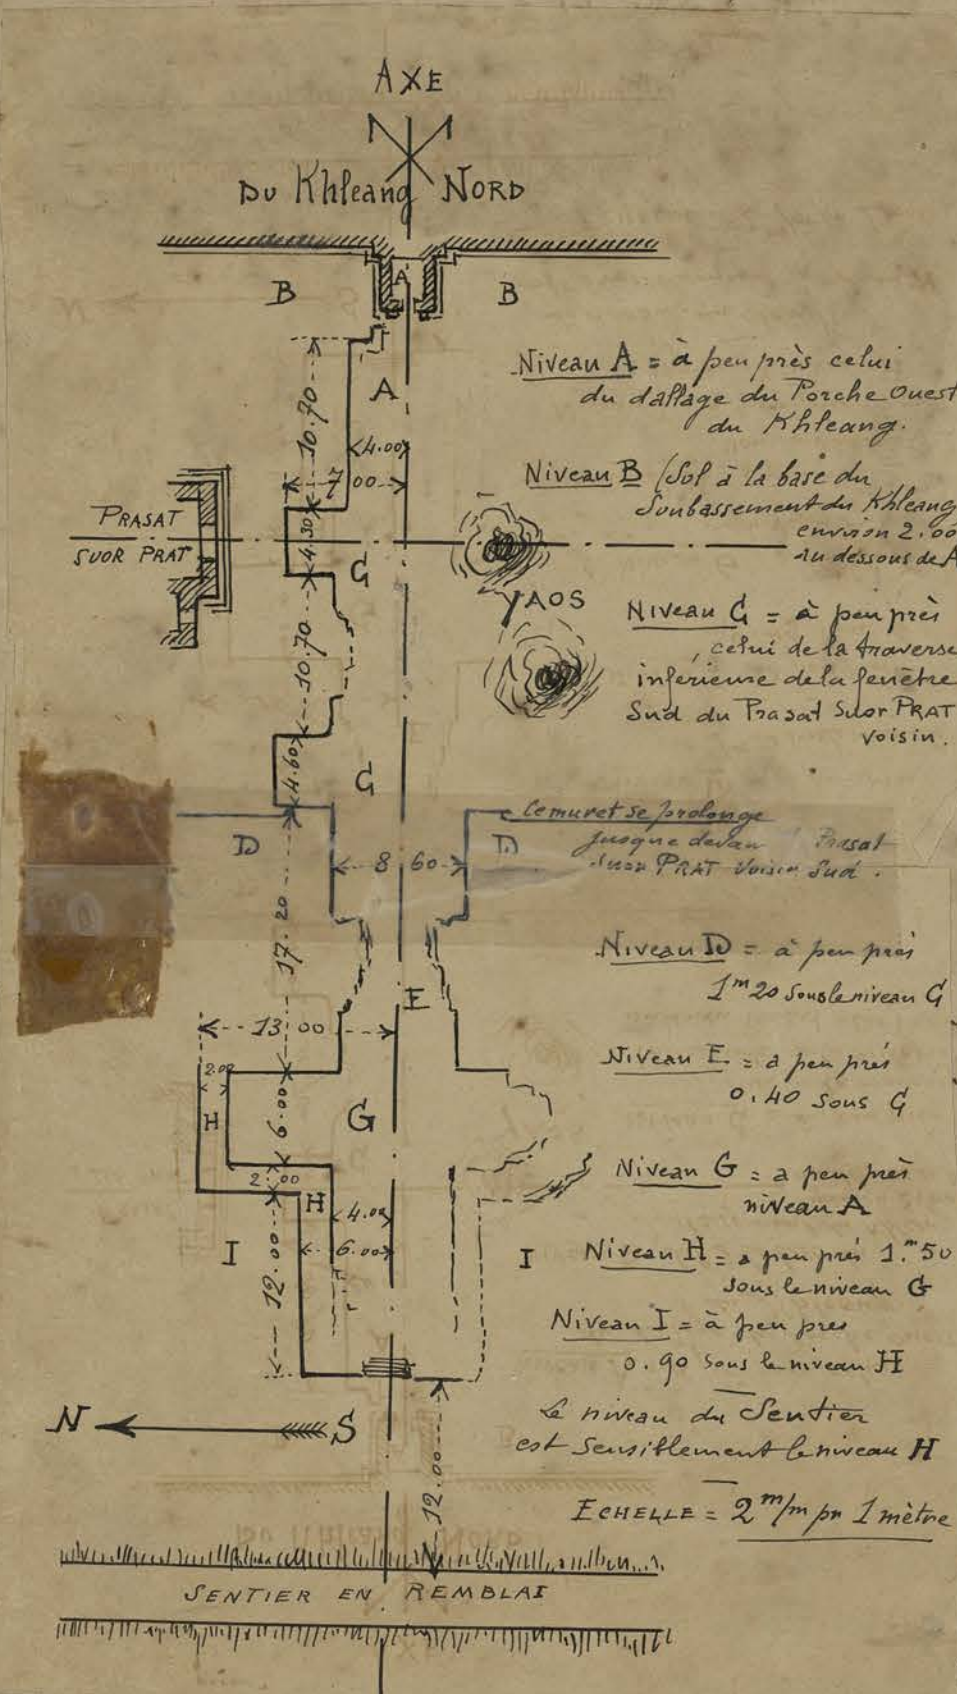 AXE
Du Khleang NORD
A
B
B
Niveau A = à peu près celui
du dallage du Porche Ouest
du Khleang.
A
10.70
4.00
7 00
Niveau B (Sol à la base du
Soubassement du Khleang
environ 2.00
au dessous de A
PRASAT
SUOR PRAT
4.30
G
YAOS
Niveau G = à peu près
celui de la traverse
inférieure de la fenêtre
Sud du Prasat Suor PRAT
voisin.
10.70
4.60
G
Le muret se prolonge
jusque devan Prasat
Suor PRAT Voisin Sud.
D
D
8 60
17.20
Niveau D = à peu près
1m20 sous le niveau G
E
13 00
Niveau E = a peu prés
0,40 sous G
2.00
H
6.00
G
Niveau G = a peu près
niveau A
2.00
H
4.00
I
6.00
12.00
I
Niveau H = a peu prés 1.m50
sous le niveau G
Niveau I = à peu pres
0.90 sous le niveau H
N
S
Le niveau du Sentier
est sensiblement le niveau H
12.00
ECHELLE = 2 m/m pr 1 mètre
SENTIER EN REMBLAI